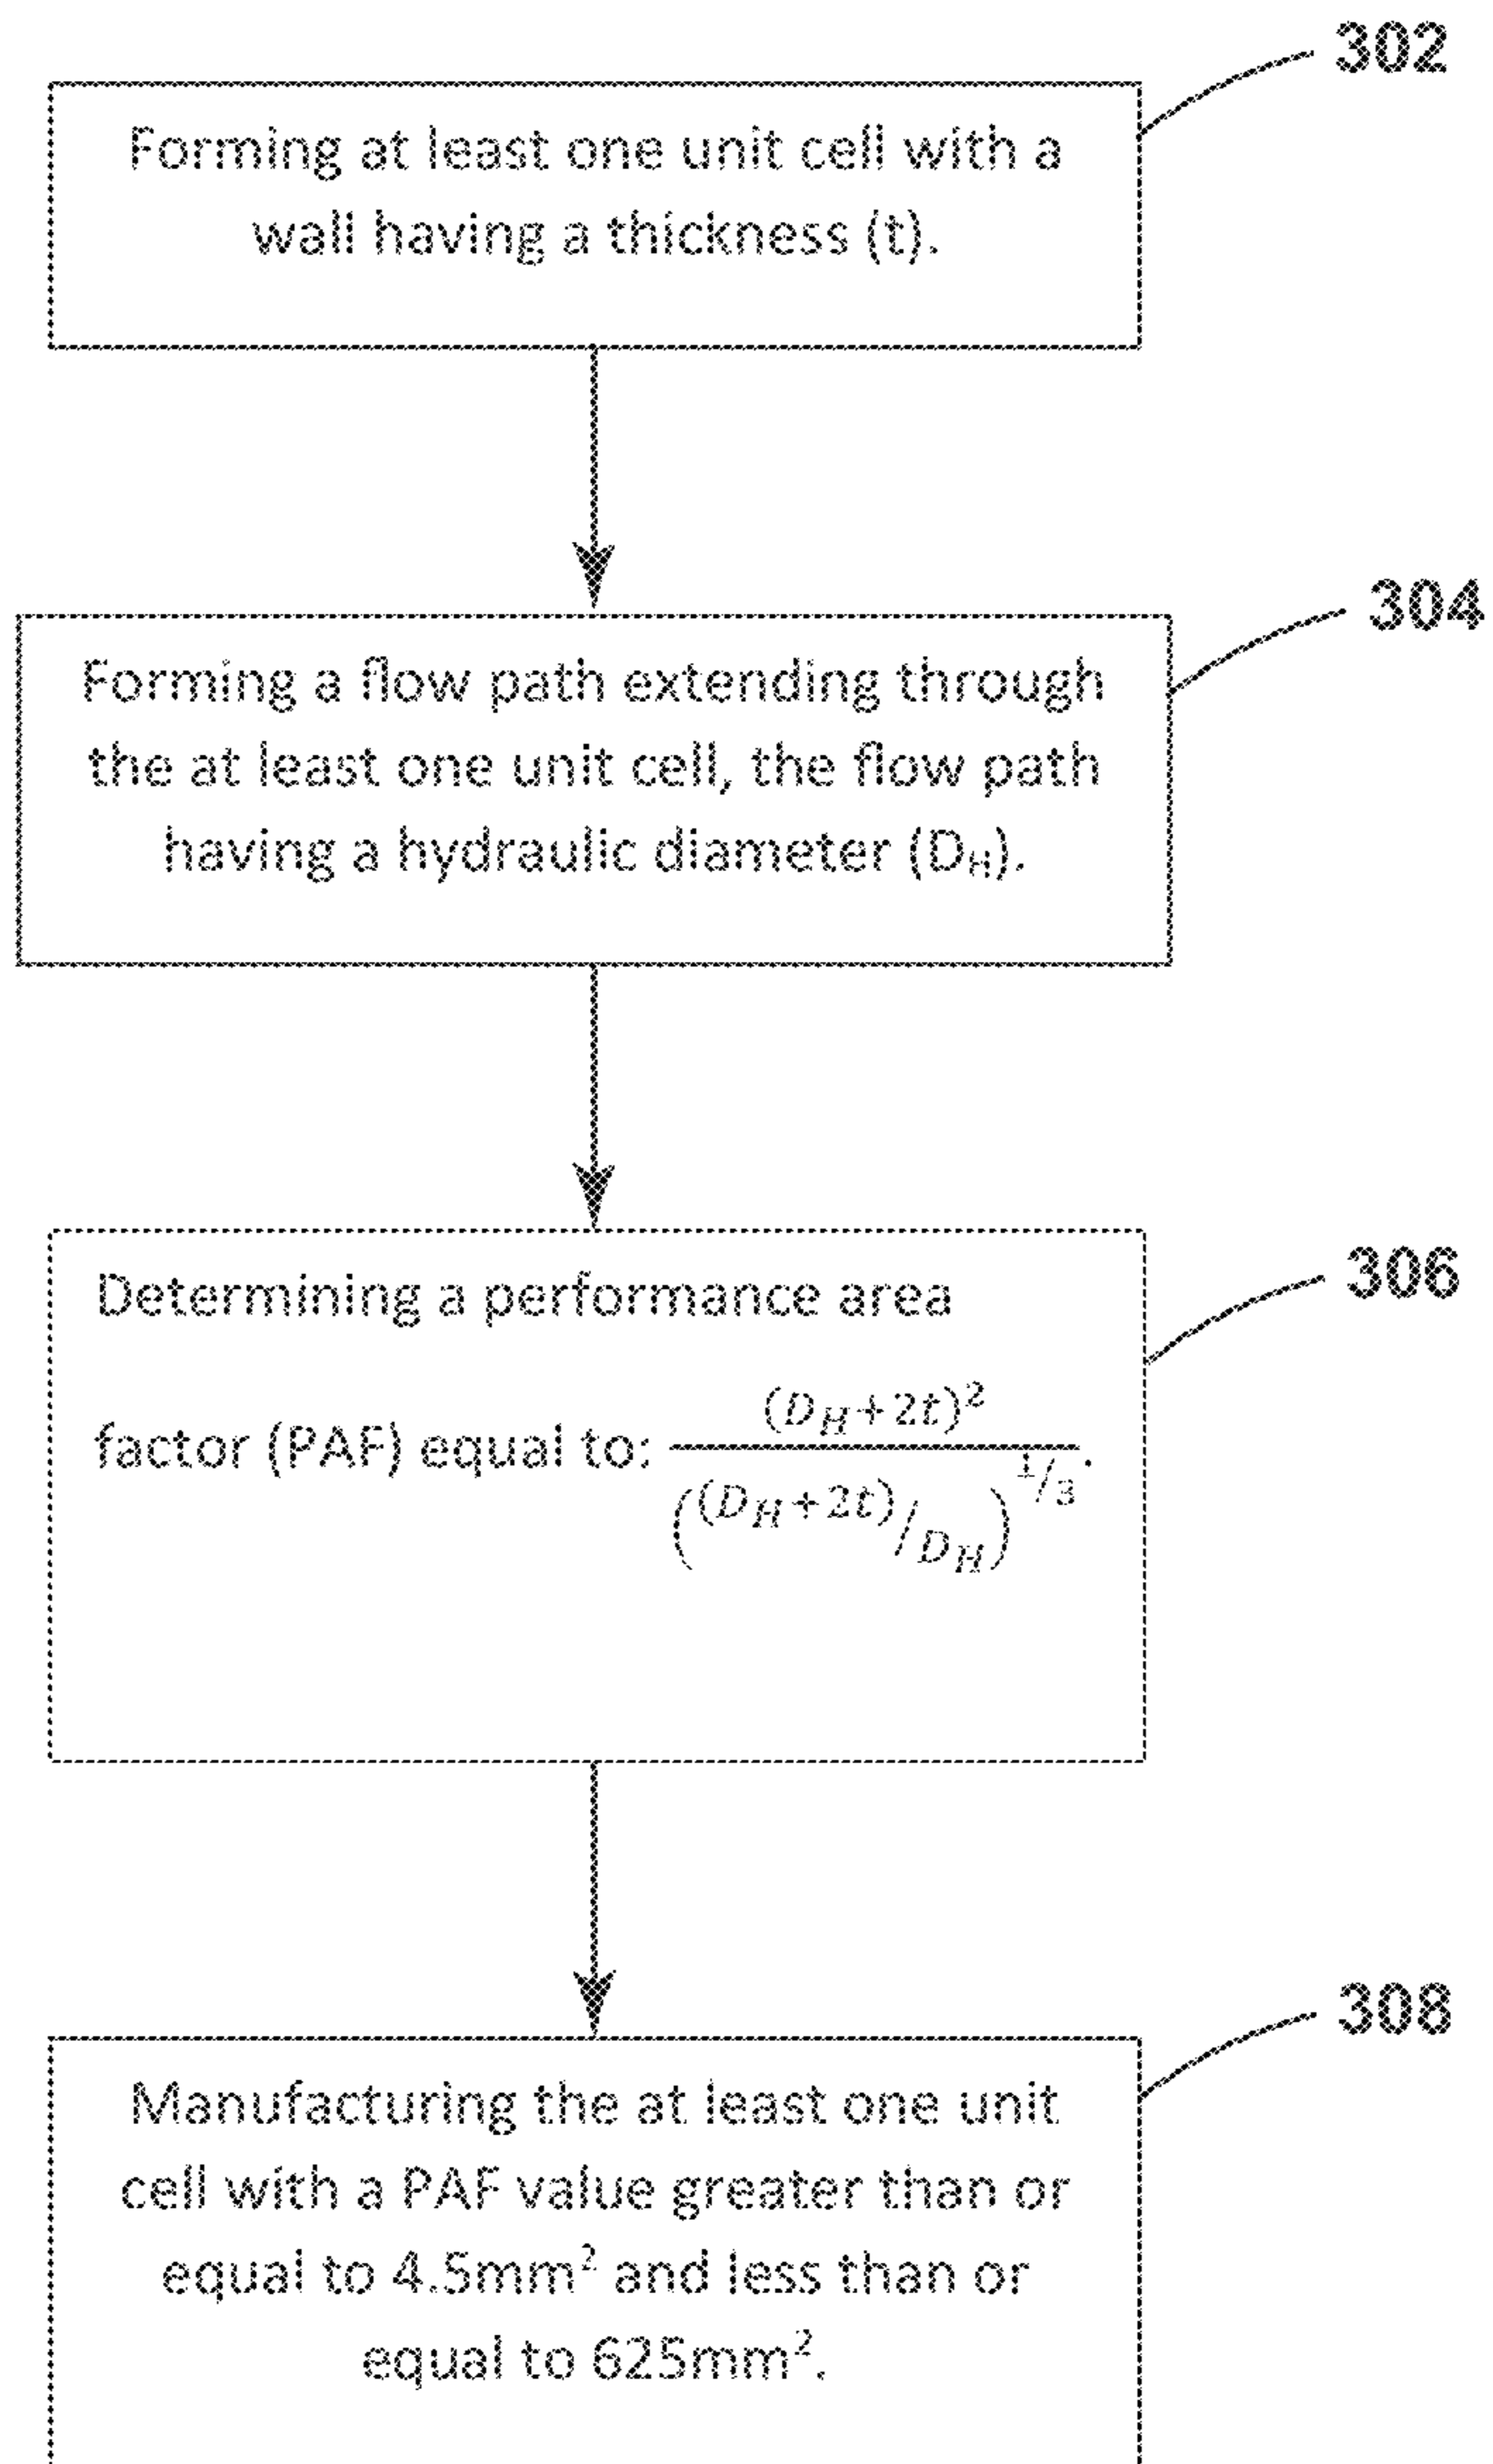 302
Forming at least one unit cell with a
wall having a thickness (t).
304
Forming a flow path extending through
the at least one unit cell, the flow path
having a hydraulic diameter (D_H).
306
Determining a performance area
factor (PAF) equal to: (D_H+2t)² / ((D_H+2t)/D_H)^(1/3).
308
Manufacturing the at least one unit
cell with a PAF value greater than or
equal to 4.5mm² and less than or
equal to 625mm².